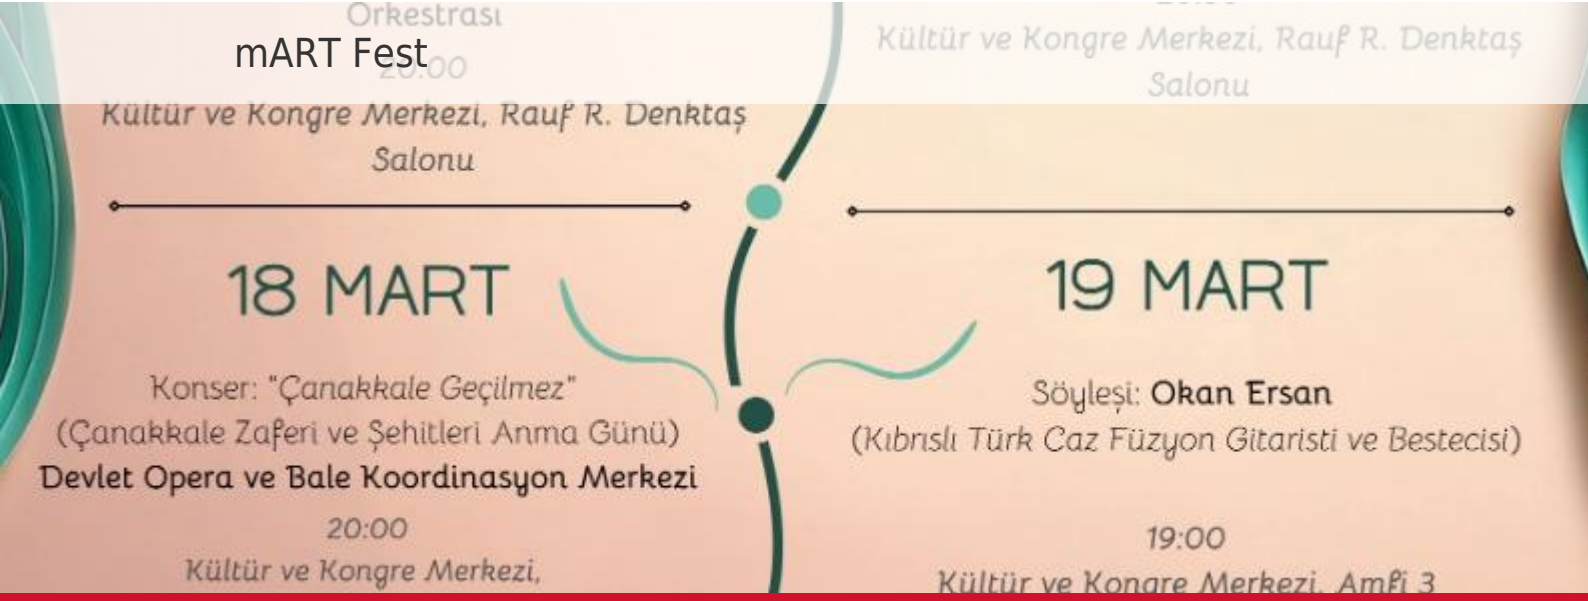 mART Fest
Orkestrası
20:00
Kültür ve Kongre Merkezi, Rauf R. Denktaş
Salonu
Kültür ve Kongre Merkezi, Rauf R. Denktaş
Salonu
18 MART
Konser: "Çanakkale Geçilmez"
(Çanakkale Zaferi ve Şehitleri Anma Günü)
Devlet Opera ve Bale Koordinasyon Merkezi
20:00
Kültür ve Kongre Merkezi,
19 MART
Söyleşi: Okan Ersan
(Kıbrıslı Türk Caz Füzyon Gitaristi ve Bestecisi)
19:00
Kültür ve Kongre Merkezi, Amfi 3